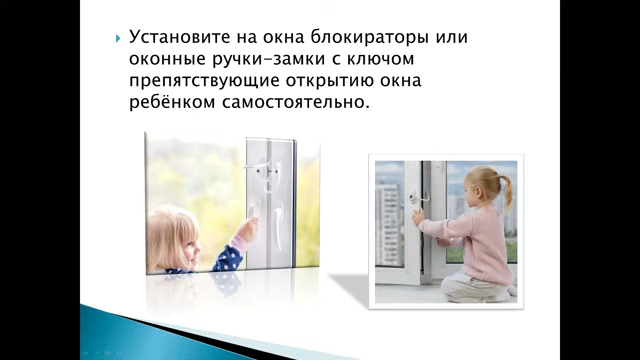 Установите на окна блокираторы или
оконные ручки-замки с ключом
препятствующие открытию окна
ребёнком самостоятельно.